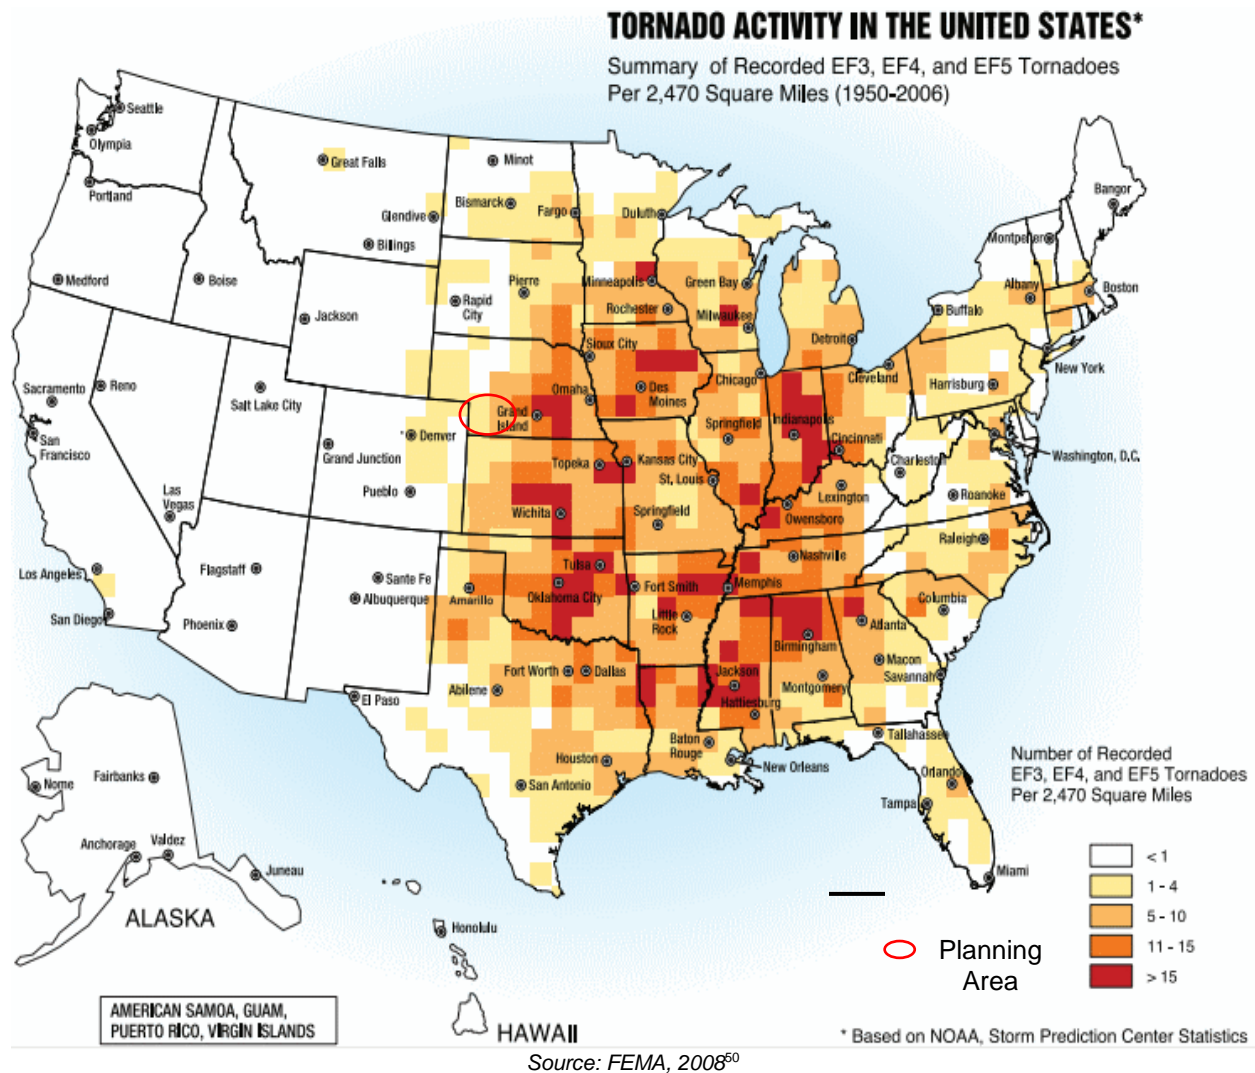 TORNADO ACTIVITY IN THE UNITED STATES*
Summary of Recorded EF3, EF4, and EF5 Tornadoes
Per 2,470 Square Miles (1950-2006)
Seattle
Olympia
Portland
Great Falls
Minot
Bismarck
Fargo
Duluth
Glendive
Billings
Bangor
Montpelier
Medford
Boise
Jackson
Pierre
Rapid
City
Minneapolis
Rochester
Green Bay
Milwaukee
Albany
Boston
Buffalo
Detroit
Sioux City
Chicago
Cleveland
New York
Harrisburg
Sacramento
Reno
San
Francisco
Salt Lake City
Omaha
Des
Moines
Grand
Island
Denver
Grand Junction
Springfield
Indianapolis
Cincinnati
Charleston
Washington, D.C.
Topeka
Kansas City
St. Louis
Lexington
Roanoke
Pueblo
Las
Vegas
Wichita
Springfield
Owensboro
Raleigh
Nashville
Los Angeles
Flagstaff
Sante Fe
Albuquerque
Amarillo
Tulsa
Oklahoma City
Fort Smith
Memphis
Little
Rock
Columbia
San Diego
Phoenix
Atlanta
Birmingham
Fort Worth
Dallas
Jackson
Macon
Savannah
Montgomery
Abilene
El Paso
Hattiesburg
Baton
Rouge
Tallahassee
Houston
New Orleans
San Antonio
Orlando
Tampa
Miami
Nome
Fairbanks
Anchorage
Valdez
Juneau
ALASKA
Honolulu
HAWAII
AMERICAN SAMOA, GUAM,
PUERTO RICO, VIRGIN ISLANDS
Number of Recorded
EF3, EF4, and EF5 Tornadoes
Per 2,470 Square Miles
< 1
1 - 4
5 - 10
11 - 15
> 15
Planning
Area
* Based on NOAA, Storm Prediction Center Statistics
Source: FEMA, 2008⁵⁰